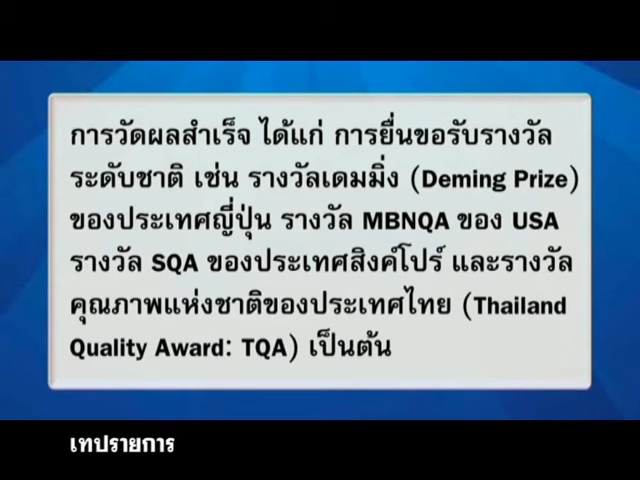 การวัดผลสำเร็จ ได้แก่ การยื่นขอรับรางวัล
ระดับชาติ เช่น รางวัลเดมมิ่ง (Deming Prize)
ของประเทศญี่ปุ่น รางวัล MBNQA ของ USA
รางวัล SQA ของประเทศสิงค์โปร์ และรางวัล
คุณภาพแห่งชาติของประเทศไทย (Thailand
Quality Award: TQA) เป็นต้น
เทปรายการ